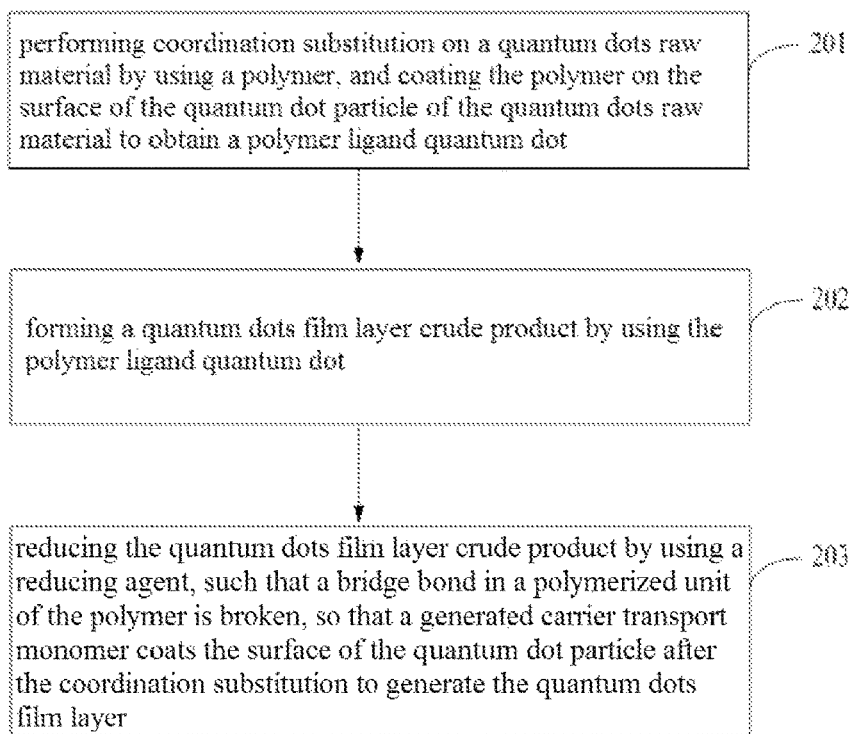 performing coordination substitution on a quantum dots raw
material by using a polymer, and coating the polymer on the
surface of the quantum dot particle of the quantum dots raw
material to obtain a polymer ligand quantum dot
201
forming a quantum dots film layer crude product by using the
polymer ligand quantum dot
202
reducing the quantum dots film layer crude product by using a
reducing agent, such that a bridge bond in a polymerized unit
of the polymer is broken, so that a generated carrier transport
monomer coats the surface of the quantum dot particle after
the coordination substitution to generate the quantum dots
film layer
203